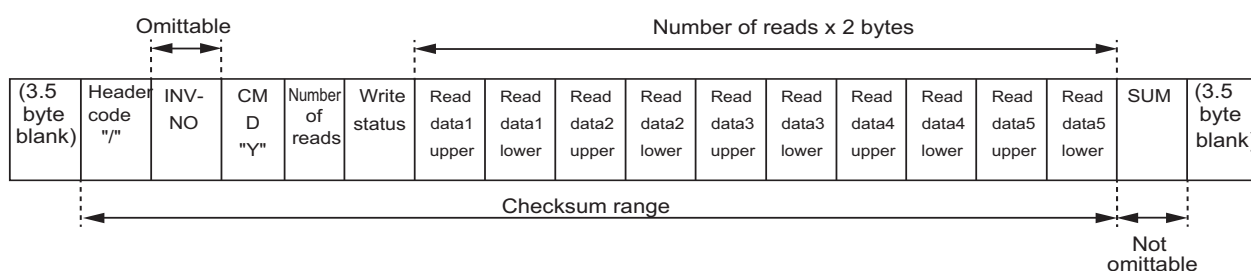 Omittable
Number of reads x 2 bytes
(3.5
byte
blank)
Header
code
"/"
INV-
NO
CM
D
"Y"
Number
of
reads
Write
status
Read
data1
upper
Read
data1
lower
Read
data2
upper
Read
data2
lower
Read
data3
upper
Read
data3
lower
Read
data4
upper
Read
data4
lower
Read
data5
upper
Read
data5
lower
SUM
(3.5
byte
blank)
Checksum range
Not
omittable